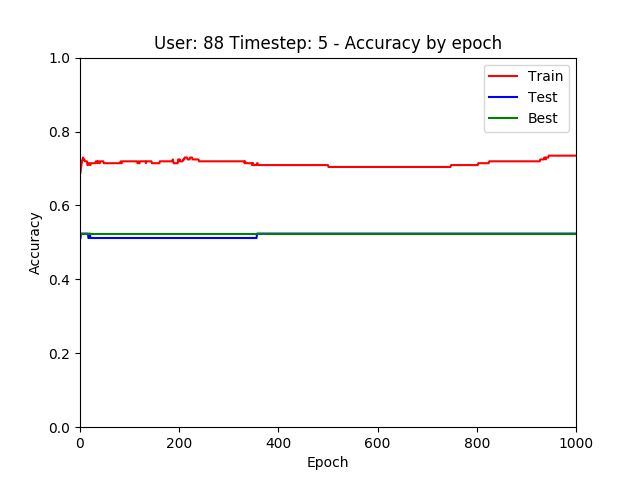 User: 88 Timestep: 5 - Accuracy by epoch
1.0
Train
Test
Best
0.8
0.6
Accuracy
0.4
0.2
0.0
0 200 400 600 800 1000
Epoch